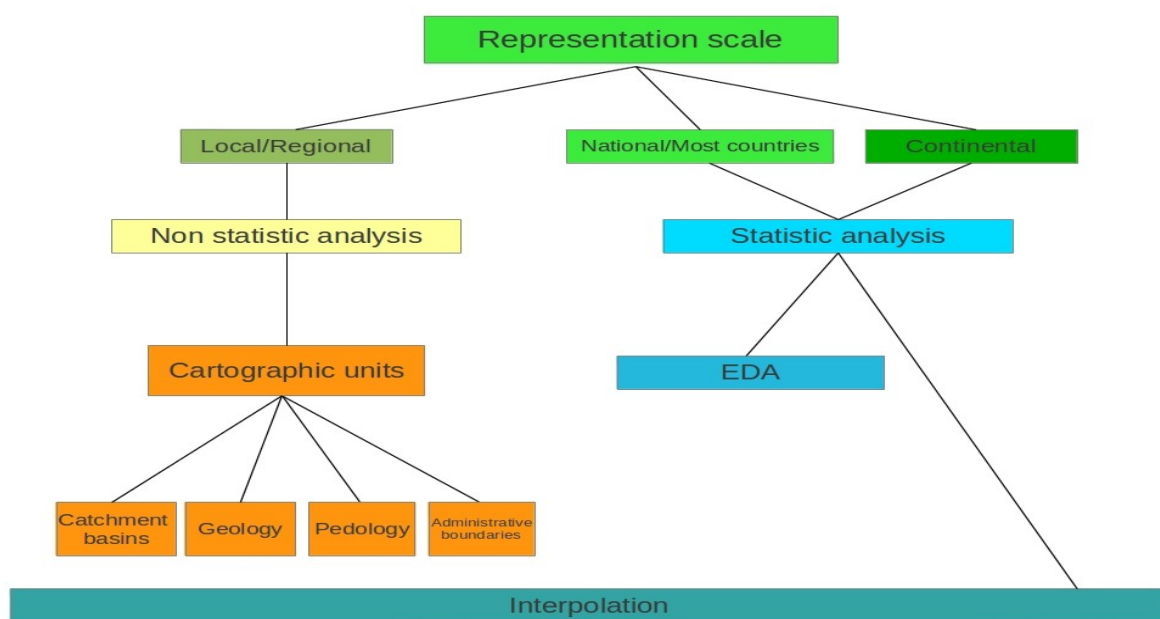 Representation scale
Local/Regional
National/Most countries
Continental
Non statistic analysis
Statistic analysis
Cartographic units
EDA
Catchment
basins
Geology
Pedology
Administrative
boundaries
Interpolation